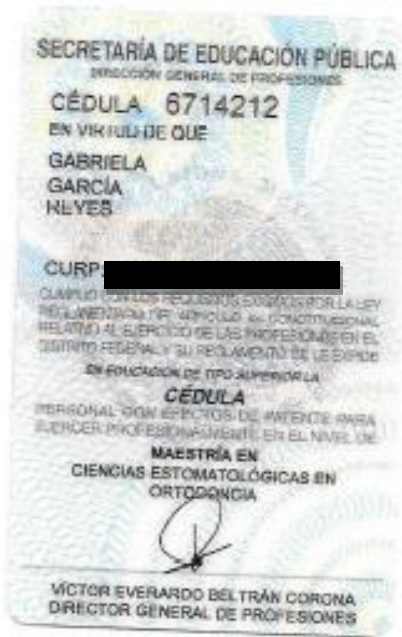 SECRETARÍA DE EDUCACIÓN PÚBLICA
DIRECCIÓN GENERAL DE PROFESIONES
CÉDULA 6714212
EN VIRTUD DE QUE
GABRIELA
GARCÍA
REYES
CURP:
CUMPLIÓ CON LOS REQUISITOS EXIGIDOS POR LA LEY
REGLAMENTARIA DEL ARTÍCULO 5o CONSTITUCIONAL
RELATIVO AL EJERCICIO DE LAS PROFESIONES EN EL
DISTRITO FEDERAL Y SU REGLAMENTO SE LE EXPIDE
EN EDUCACIÓN DE TIPO SUPERIOR LA
CÉDULA
PERSONAL CON EFECTOS DE PATENTE PARA
EJERCER PROFESIONALMENTE EN EL NIVEL DE
MAESTRÍA EN
CIENCIAS ESTOMATOLÓGICAS EN
ORTODONCIA
VÍCTOR EVERARDO BELTRÁN CORONA
DIRECTOR GENERAL DE PROFESIONES